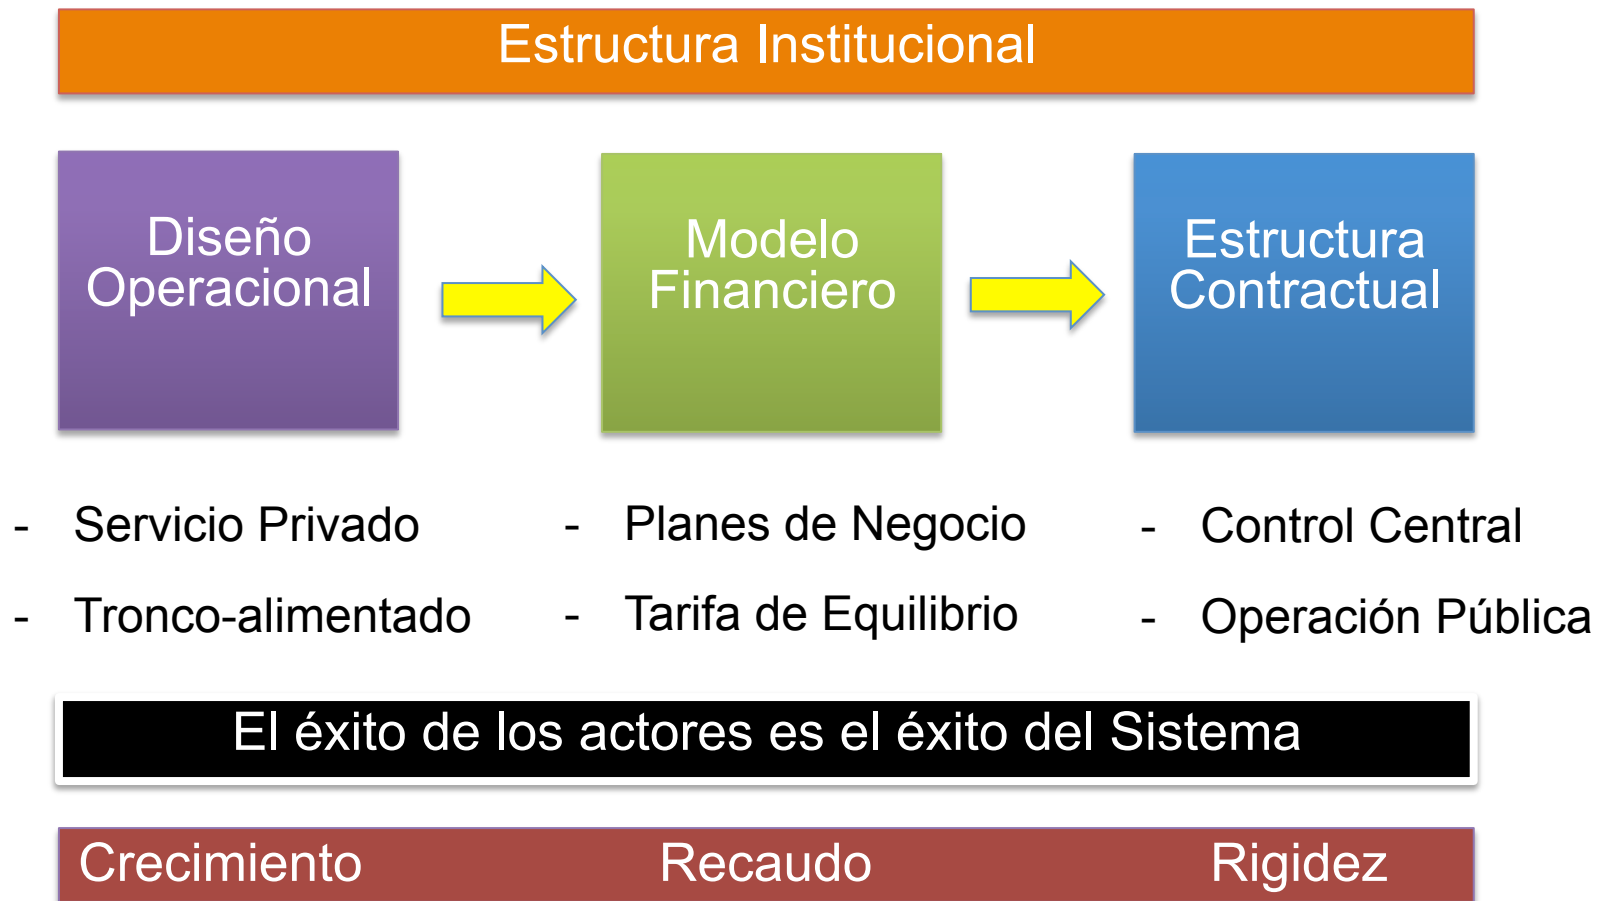 Estructura Institucional
Diseño
Operacional
Modelo
Financiero
Estructura
Contractual
- Servicio Privado
- Tronco-alimentado
- Planes de Negocio
- Tarifa de Equilibrio
- Control Central
- Operación Pública
El éxito de los actores es el éxito del Sistema
Crecimiento Recaudo Rigidez